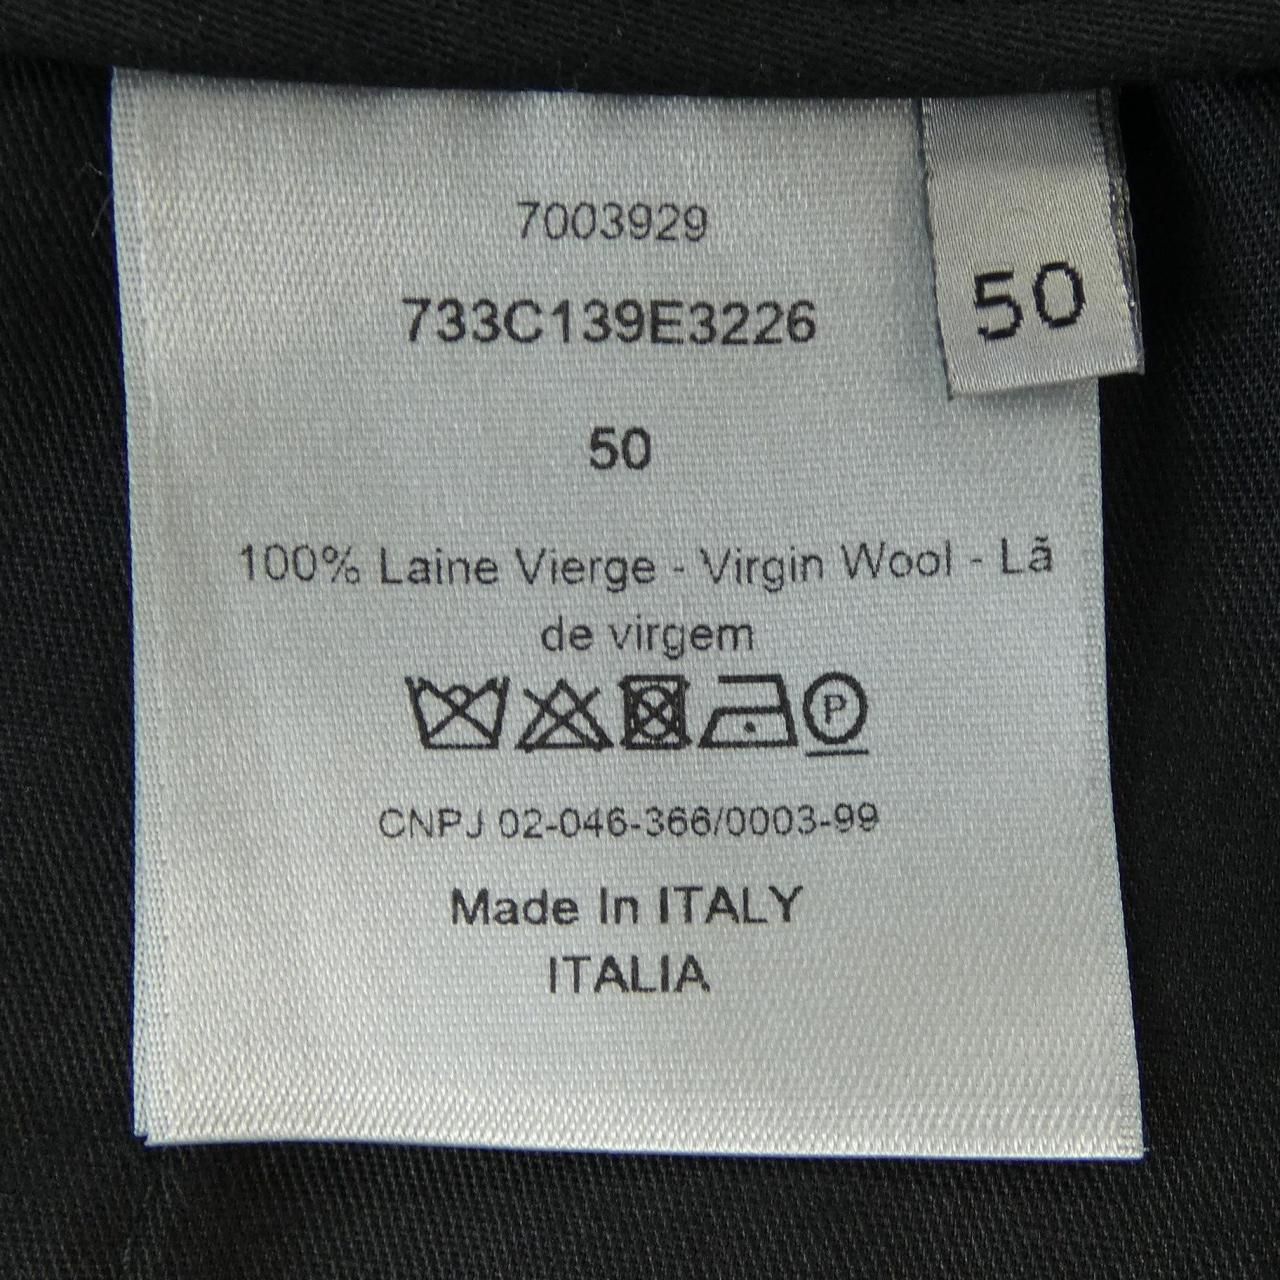 7003929
733C139E3226
50
50
100% Laine Vierge - Virgin Wool - Lã
de virgem
P
CNPJ 02-046-366/0003-99
Made In ITALY
ITALIA